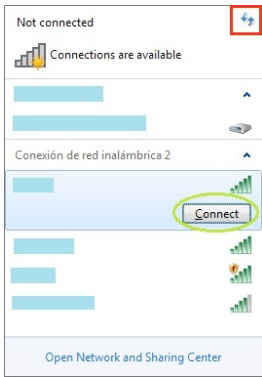 Not connected
Connections are available
Conexión de red inalámbrica 2
Connect
Open Network and Sharing Center